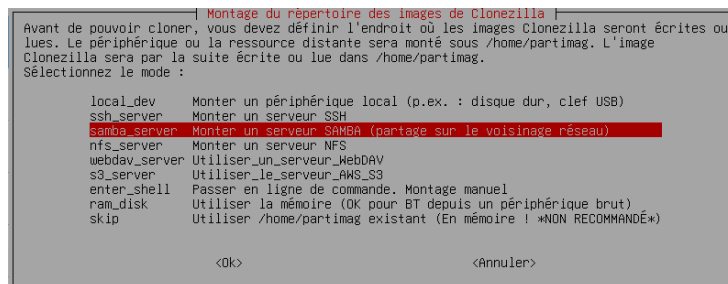 Montage du répertoire des images de Clonezilla
Avant de pouvoir cloner, vous devez définir l'endroit où les images Clonezilla seront écrites ou
lues. Le périphérique ou la ressource distante sera monté sous /home/partimag. L'image
Clonezilla sera par la suite écrite ou lue dans /home/partimag.
Sélectionnez le mode :
local_dev Monter un périphérique local (p.ex. : disque dur, clef USB)
ssh_server Monter un serveur SSH
samba_server Monter un serveur SAMBA (partage sur le voisinage réseau)
nfs_server Monter un serveur NFS
webdav_server Utiliser_un_serveur_WebDAV
s3_server Utiliser_le_serveur_AWS_S3
enter_shell Passer en ligne de commande. Montage manuel
ram_disk Utiliser la mémoire (OK pour BT depuis un périphérique brut)
skip Utiliser /home/partimag existant (En mémoire ! *NON RECOMMANDÉ*)
<Ok> <Annuler>